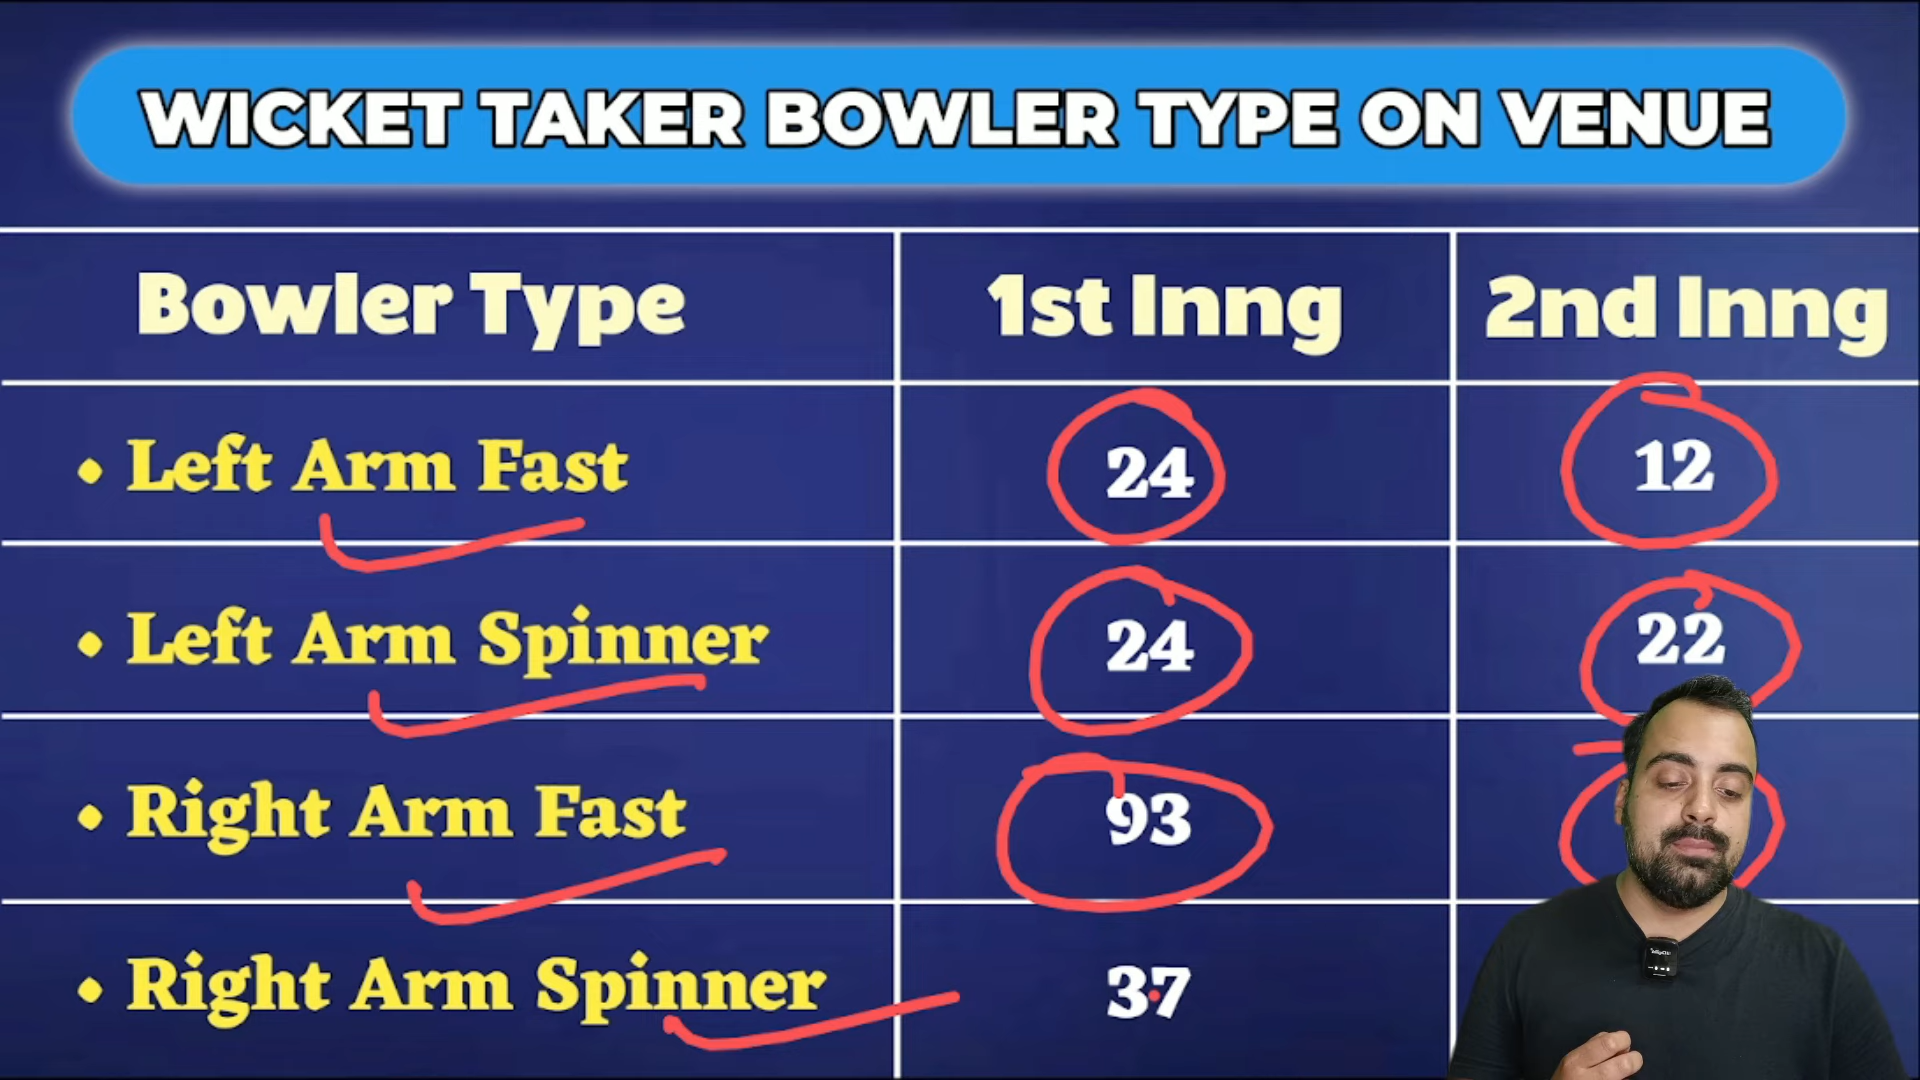 WICKET TAKER BOWLER TYPE ON VENUE
Bowler Type 1st Inng 2nd Inng
• Left Arm Fast 24 12
• Left Arm Spinner 24 22
• Right Arm Fast 93
• Right Arm Spinner 37